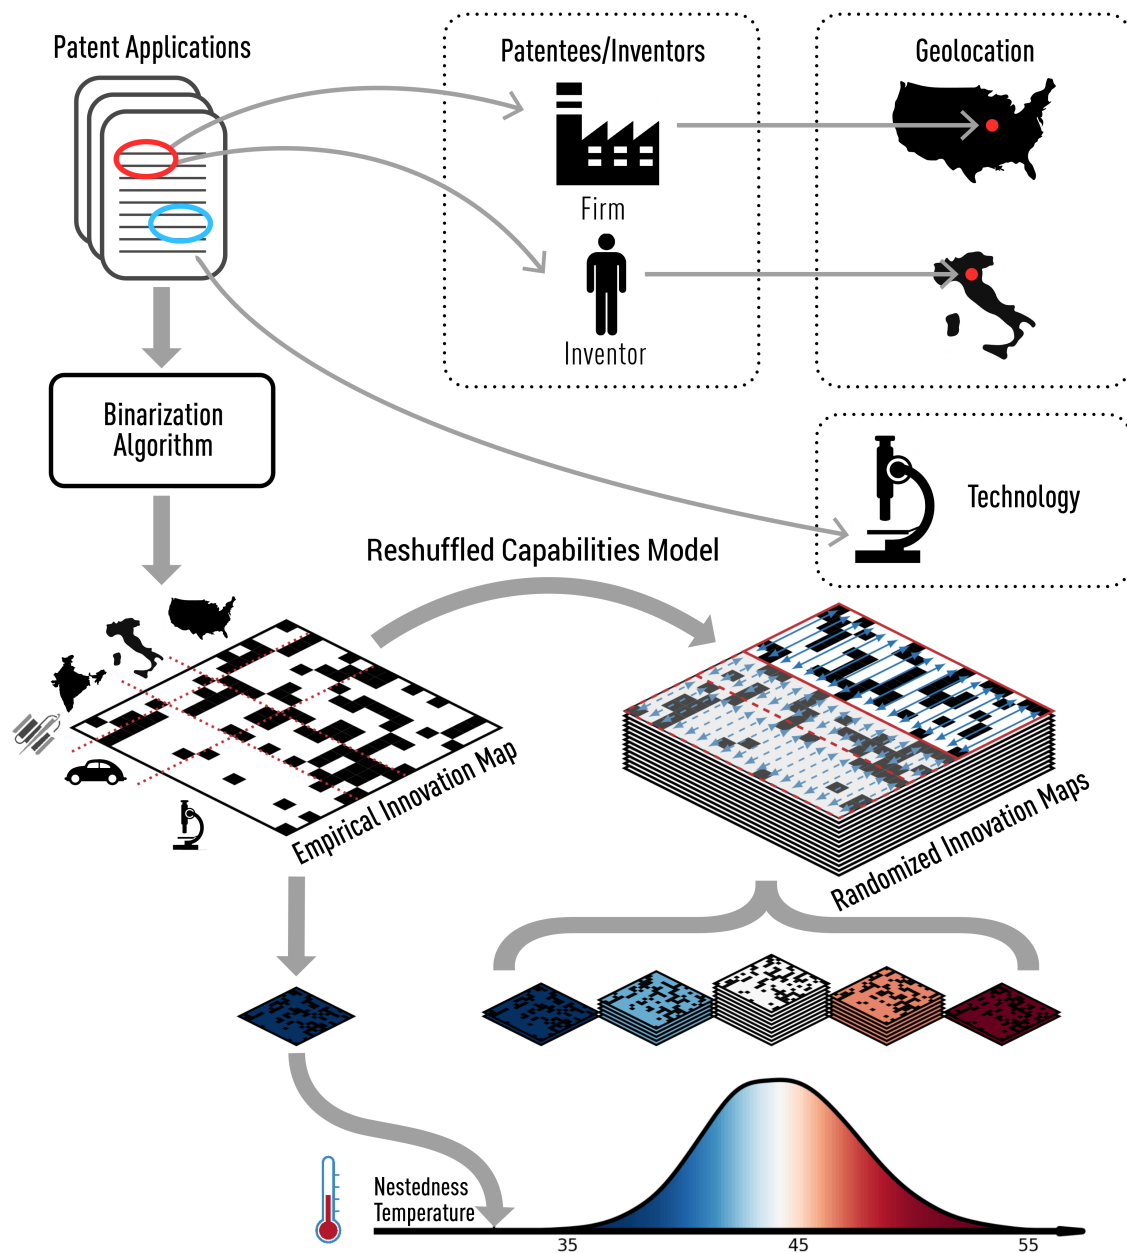 Patent Applications
Patentees/Inventors
Geolocation
Firm
Inventor
Binarization
Algorithm
Technology
Reshuffled Capabilities Model
Empirical Innovation Map
Randomized Innovation Maps
Nestedness
Temperature
35
45
55